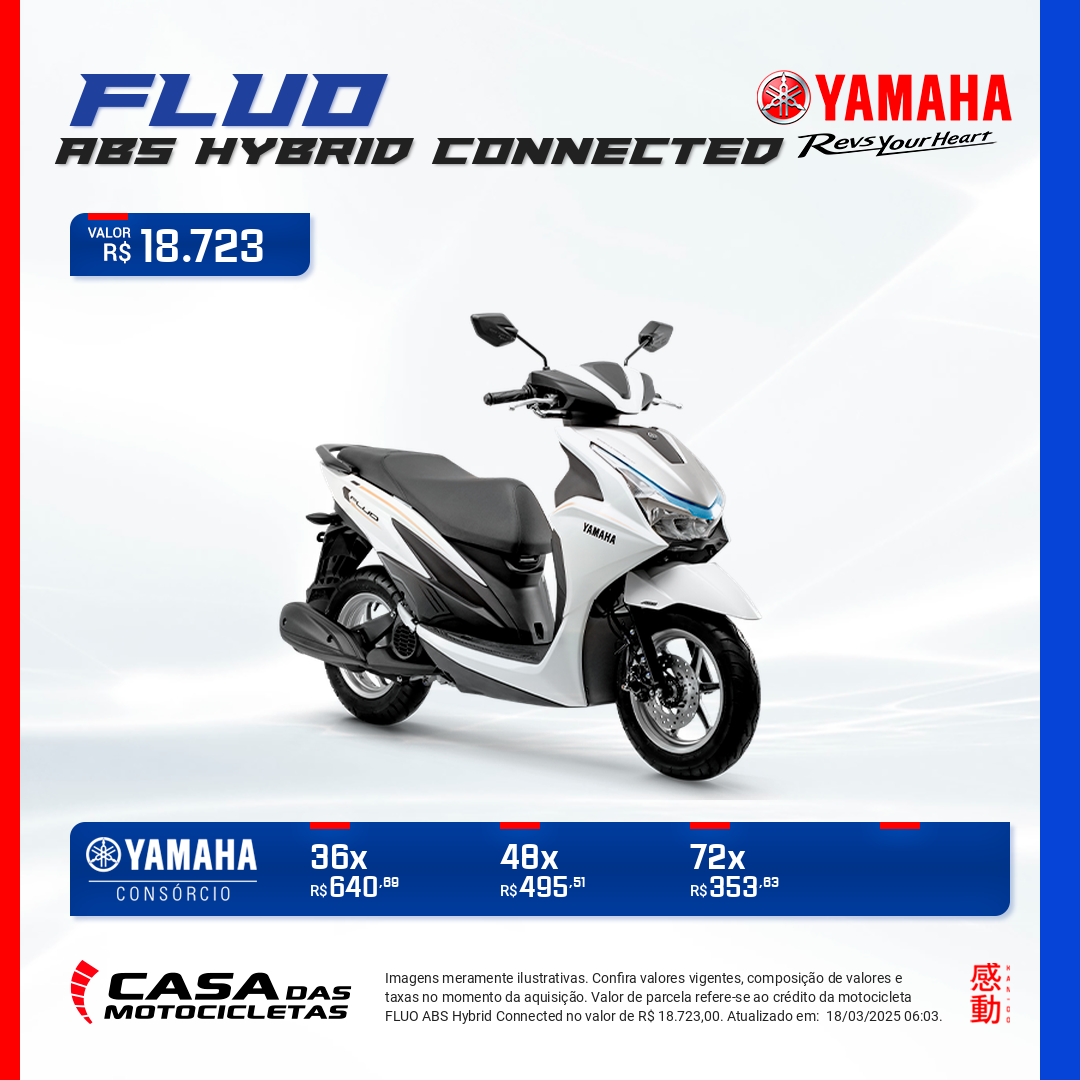 FLUO
ABS HYBRID CONNECTED
YAMAHA
Revs Your Heart
VALOR
R$ 18.723
FLUO
YAMAHA
YAMAHA
CONSÓRCIO
36x
R$ 640,69
48x
R$ 495,51
72x
R$ 353,63
CASA DAS
MOTOCICLETAS
Imagens meramente ilustrativas. Confira valores vigentes, composição de valores e
taxas no momento da aquisição. Valor de parcela refere-se ao crédito da motocicleta
FLUO ABS Hybrid Connected no valor de R$ 18.723,00. Atualizado em: 18/03/2025 06:03.
感動